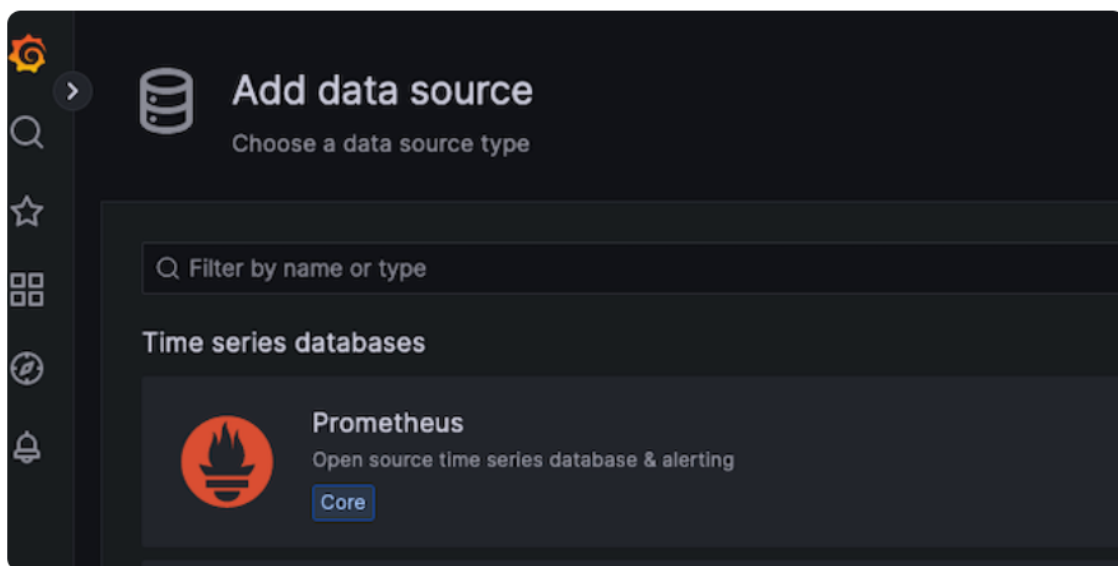 Add data source
Choose a data source type
Filter by name or type
Time series databases
Prometheus
Open source time series database & alerting
Core